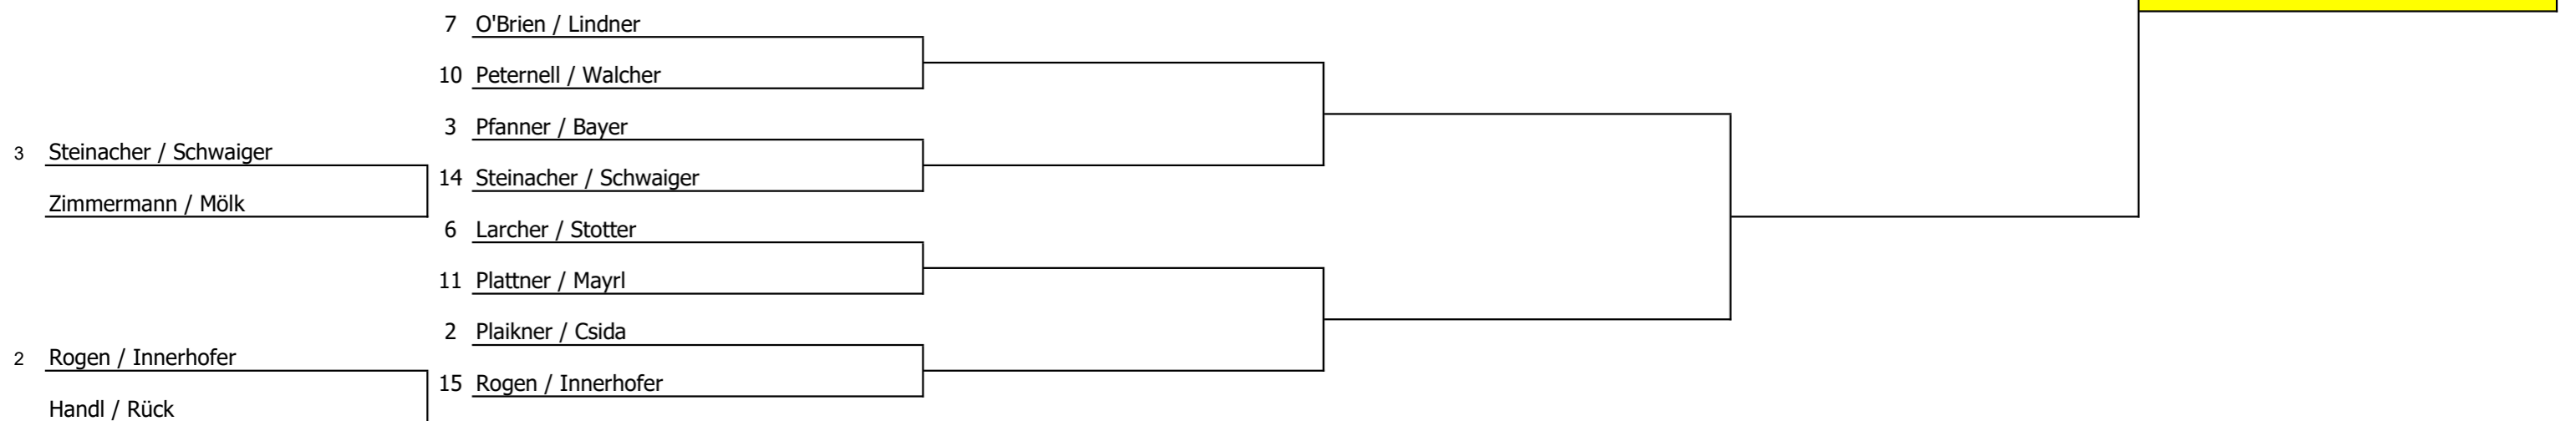 7 O'Brien / Lindner
10 Peternell / Walcher
3 Pfanner / Bayer
3 Steinacher / Schwaiger
14 Steinacher / Schwaiger
Zimmermann / Mölk
6 Larcher / Stotter
11 Plattner / Mayrl
2 Plaikner / Csida
2 Rogen / Innerhofer
15 Rogen / Innerhofer
Handl / Rück